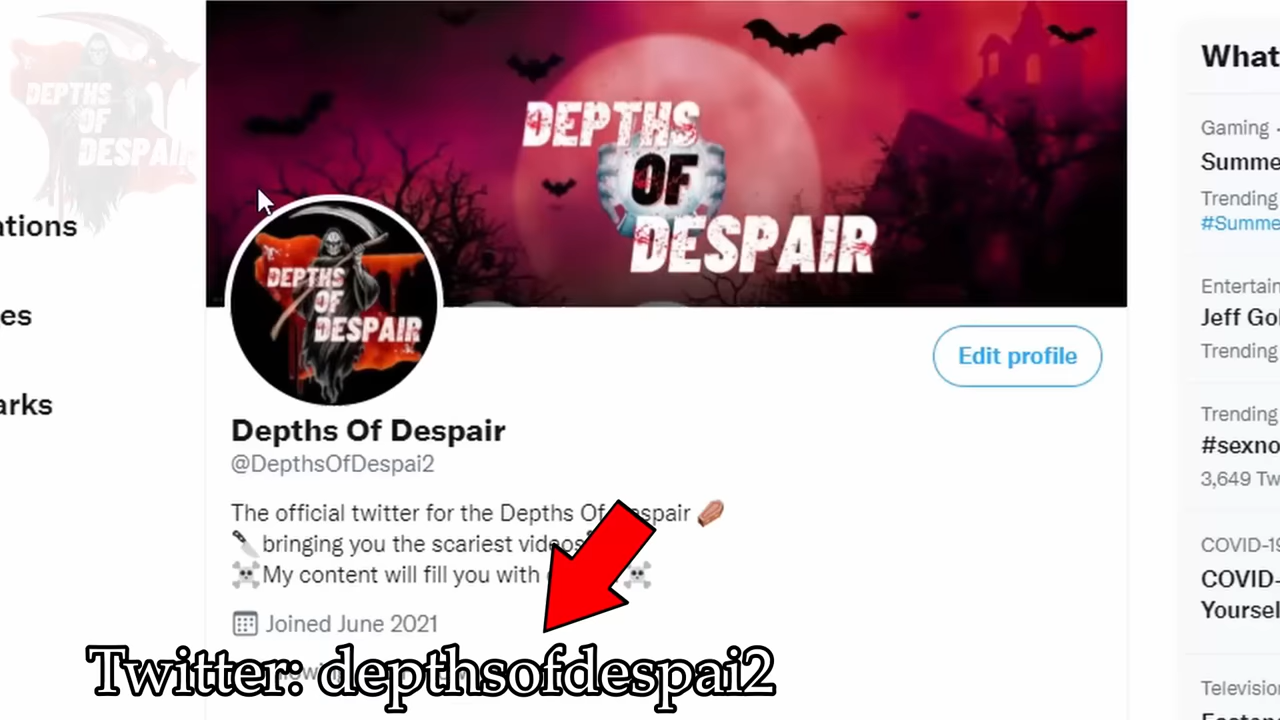 DEPTHS
OF
DESPAIR
DEPTHS
OF
DESPAIR
DEPTHS
OF
DESPAIR
Edit profile
Depths Of Despair
@DepthsOfDespai2
The official twitter for the Depths Of
bringing you the scariest videos
My content will fill you with
Joined June 2021
Twitter: depthsofdespai2
ations
es
arks
What
Gaming ·
Summe
Trending
#Summe
Entertain
Jeff Gol
Trending
Trending
#sexno
3,649 Tw
COVID-19
COVID-
Yoursel
Televisio